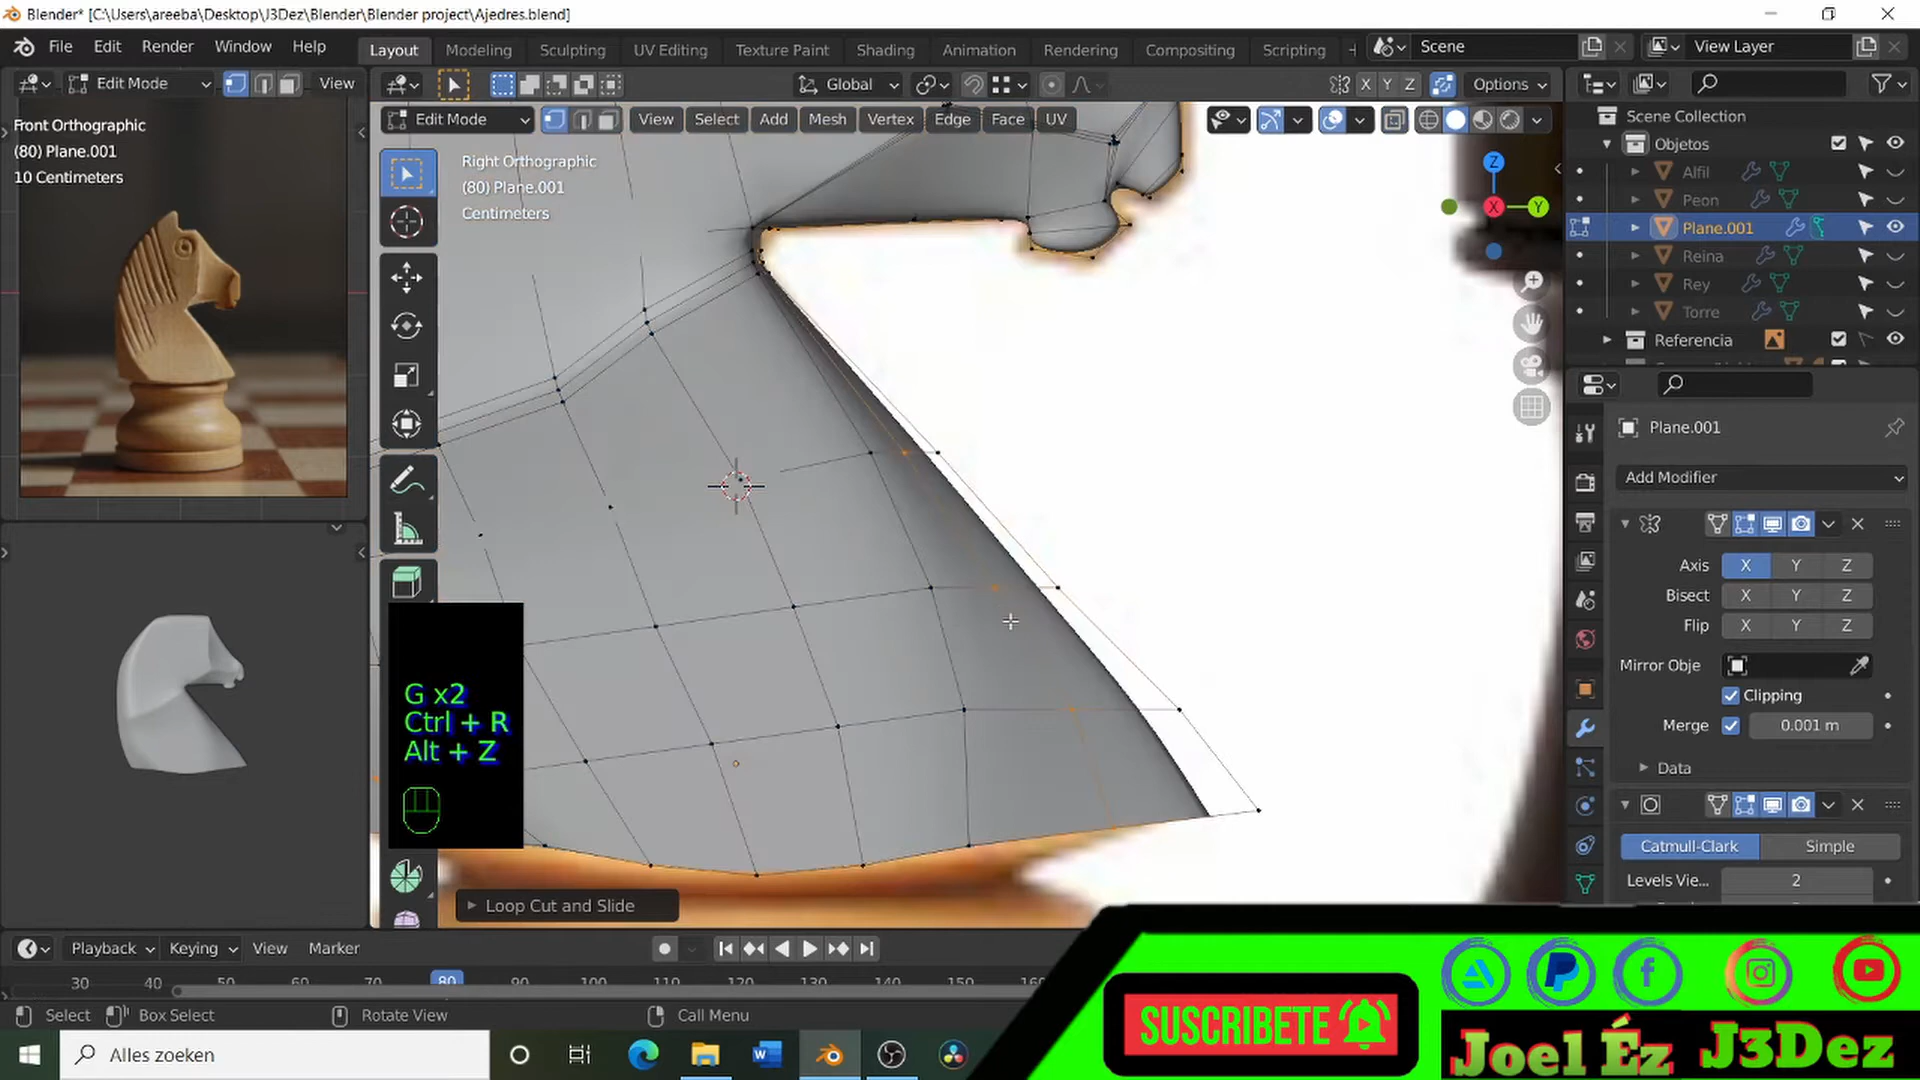 Blender* [C:\Users\areeba\Desktop\J3Dez\Blender\Blender project\Ajedres.blend]
File Edit Render Window Help Layout Modeling Sculpting UV Editing Texture Paint Shading Animation Rendering Compositing Scripting Scene View Layer
Edit Mode View Global X Y Z Options
Edit Mode View Select Add Mesh Vertex Edge Face UV
Front Orthographic
(80) Plane.001
10 Centimeters
Right Orthographic
(80) Plane.001
Centimeters
Z
X
Y
Scene Collection
Objetos
Alfil
Peon
Plane.001
Reina
Rey
Torre
Referencia
Plane.001
Add Modifier
Axis X Y Z
Bisect X Y Z
Flip X Y Z
Mirror Obje
Clipping
Merge 0.001 m
Data
Catmull-Clark Simple
Levels Vie... 2
G x2
Ctrl + R
Alt + Z
Loop Cut and Slide
Playback Keying View Marker
30 40 50 60 70 80 90 100 110 120 130 140 150
Select Box Select Rotate View Call Menu
Alles zoeken
SUSCRIBETE
Joel Éz J3Dez